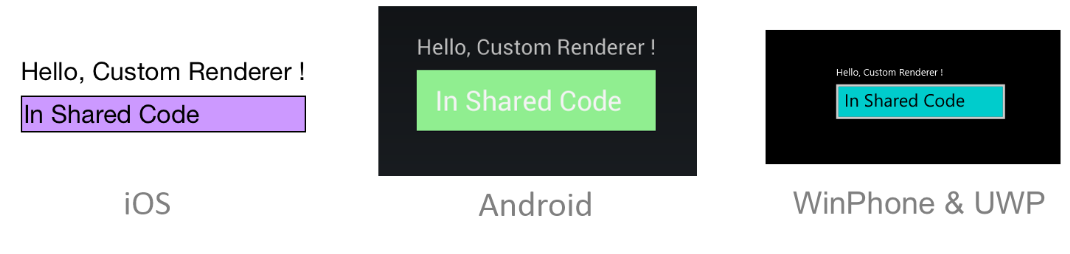 Hello, Custom Renderer !
In Shared Code
iOS
Hello, Custom Renderer !
In Shared Code
Android
Hello, Custom Renderer !
In Shared Code
WinPhone & UWP